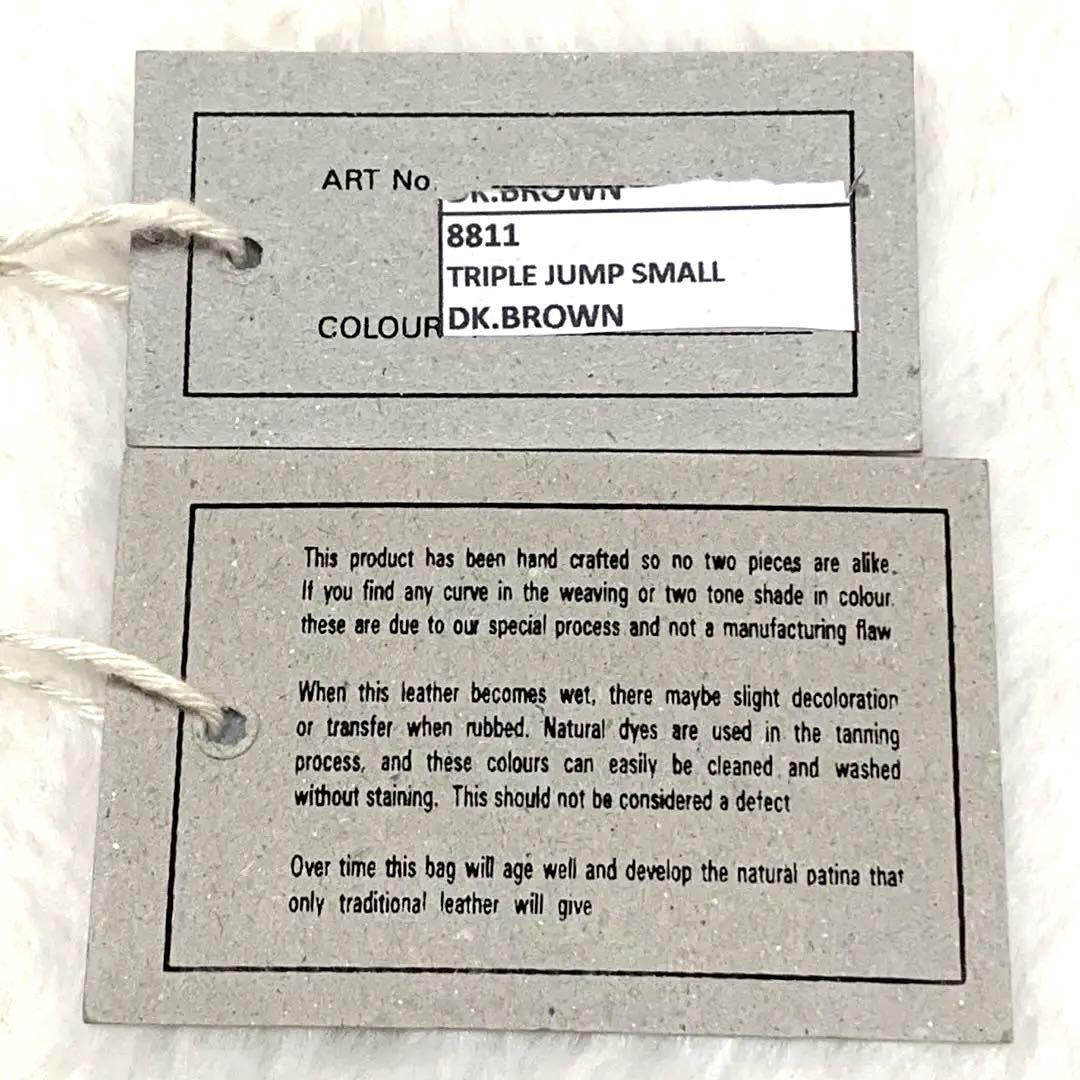 ART No.
DK.BROWN
8811
TRIPLE JUMP SMALL
COLOUR DK.BROWN
This product has been hand crafted so no two pieces are alike.
If you find any curve in the weaving or two tone shade in colour.
these are due to our special process and not a manufacturing flaw
When this leather becomes wet, there maybe slight decoloration
or transfer when rubbed. Natural dyes are used in the tanning
process, and these colours can easily be cleaned and washed
without staining. This should not be considered a defect
Over time this bag will age well and develop the natural patina that
only traditional leather will give